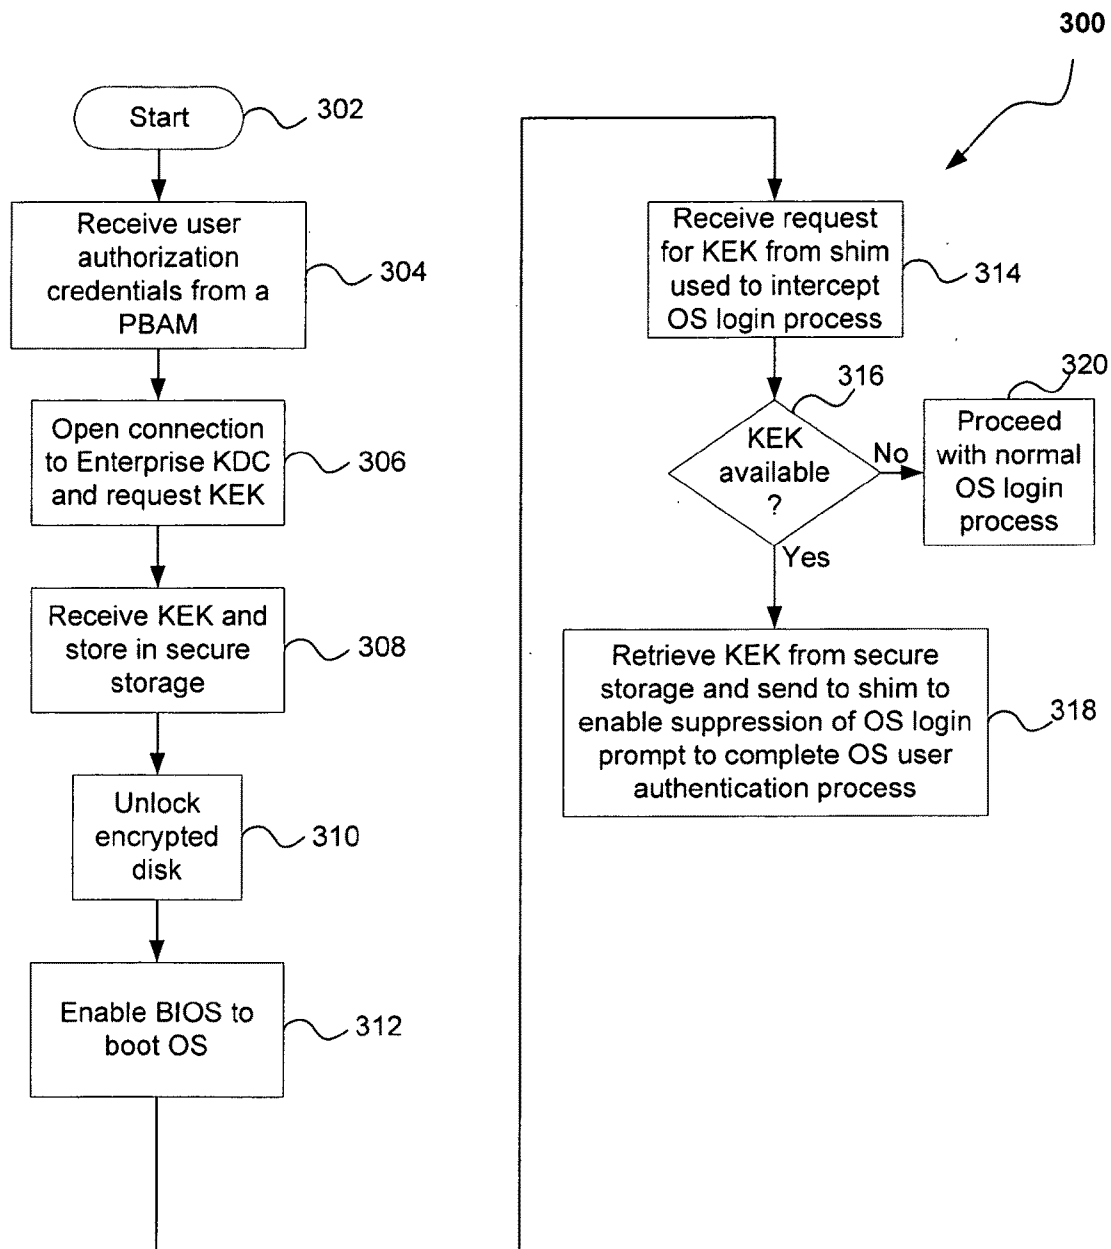 300
Start
302
Receive user
authorization
credentials from a
PBAM
304
Open connection
to Enterprise KDC
and request KEK
306
Receive KEK and
store in secure
storage
308
Unlock
encrypted
disk
310
Enable BIOS to
boot OS
312
Receive request
for KEK from shim
used to intercept
OS login process
314
KEK
available
?
316
No
Yes
320
Proceed
with normal
OS login
process
Retrieve KEK from secure
storage and send to shim to
enable suppression of OS login
prompt to complete OS user
authentication process
318